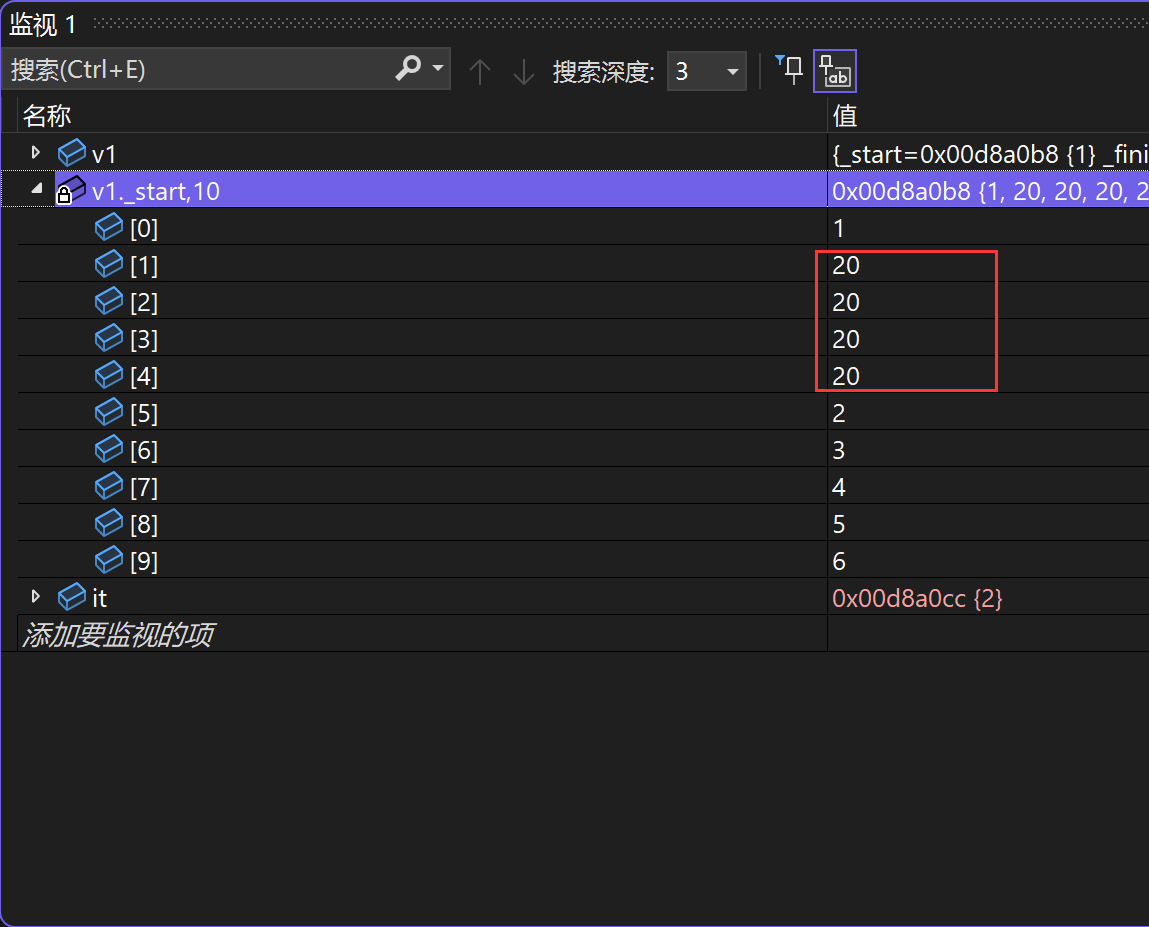 监视 1
搜索(Ctrl+E) 搜索深度: 3
名称 值
v1 {_start=0x00d8a0b8 {1} _fini
v1._start,10 0x00d8a0b8 {1, 20, 20, 20, 2
[0] 1
[1] 20
[2] 20
[3] 20
[4] 20
[5] 2
[6] 3
[7] 4
[8] 5
[9] 6
it 0x00d8a0cc {2}
添加要监视的项